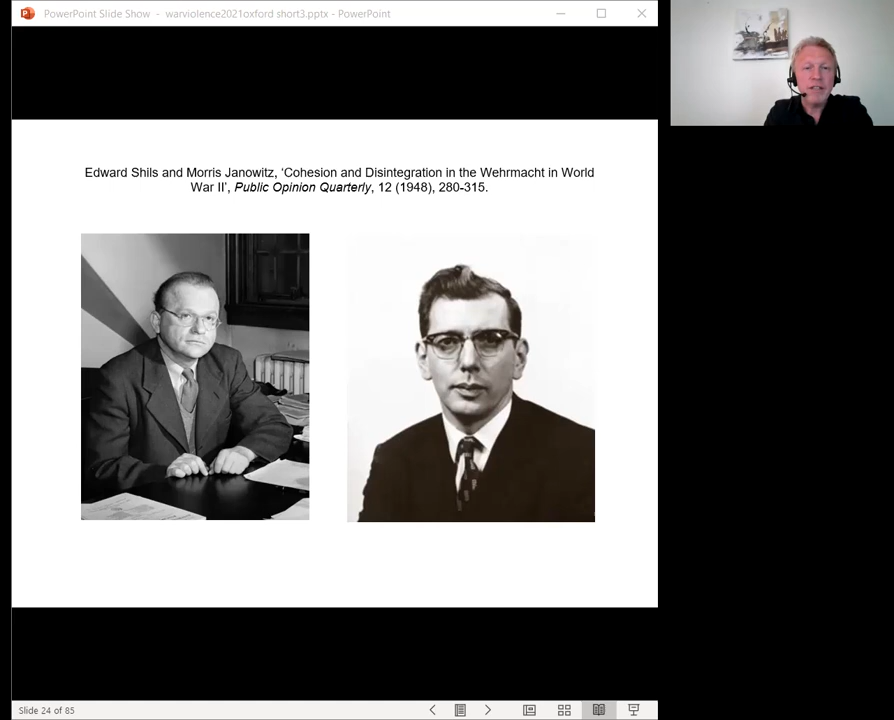 PowerPoint Slide Show - warviolence2021oxford short3.pptx - PowerPoint
Edward Shils and Morris Janowitz, ‘Cohesion and Disintegration in the Wehrmacht in World
War II’, Public Opinion Quarterly, 12 (1948), 280-315.
Slide 24 of 85